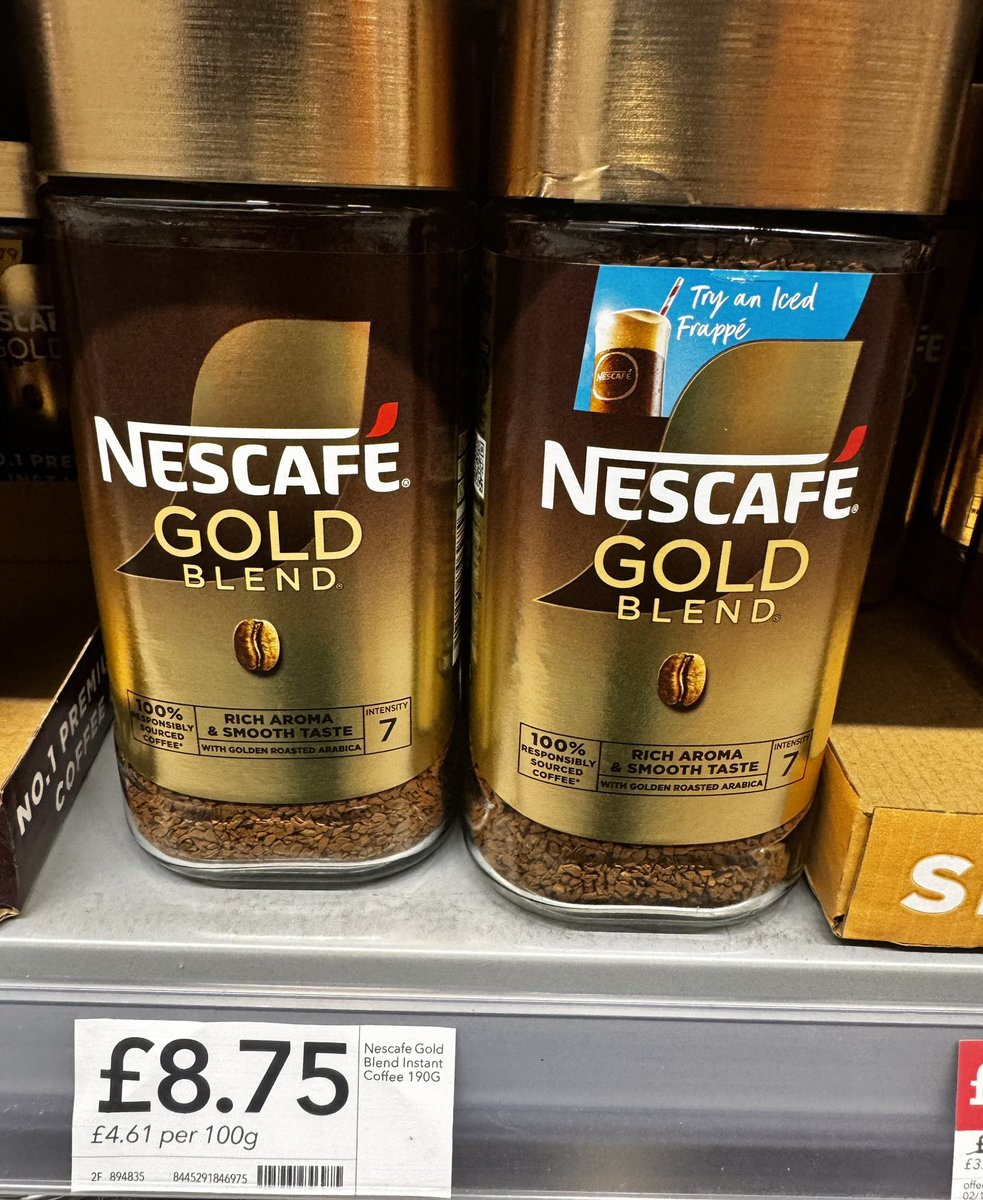 NESCAFÉ®
GOLD
BLEND®
100%
RESPONSIBLY
SOURCED
COFFEE*
RICH AROMA
& SMOOTH TASTE
WITH GOLDEN ROASTED ARABICA
INTENSITY
7
Try an Iced
Frappé
NESCAFÉ
NESCAFÉ®
GOLD
BLEND®
100%
RESPONSIBLY
SOURCED
COFFEE*
RICH AROMA
& SMOOTH TASTE
WITH GOLDEN ROASTED ARABICA
INTENSITY
7
NO.1 PREMIU
COFFEE
£8.75
£4.61 per 100g
Nescafe Gold
Blend Instant
Coffee 190G
2F 894835 8445291846975